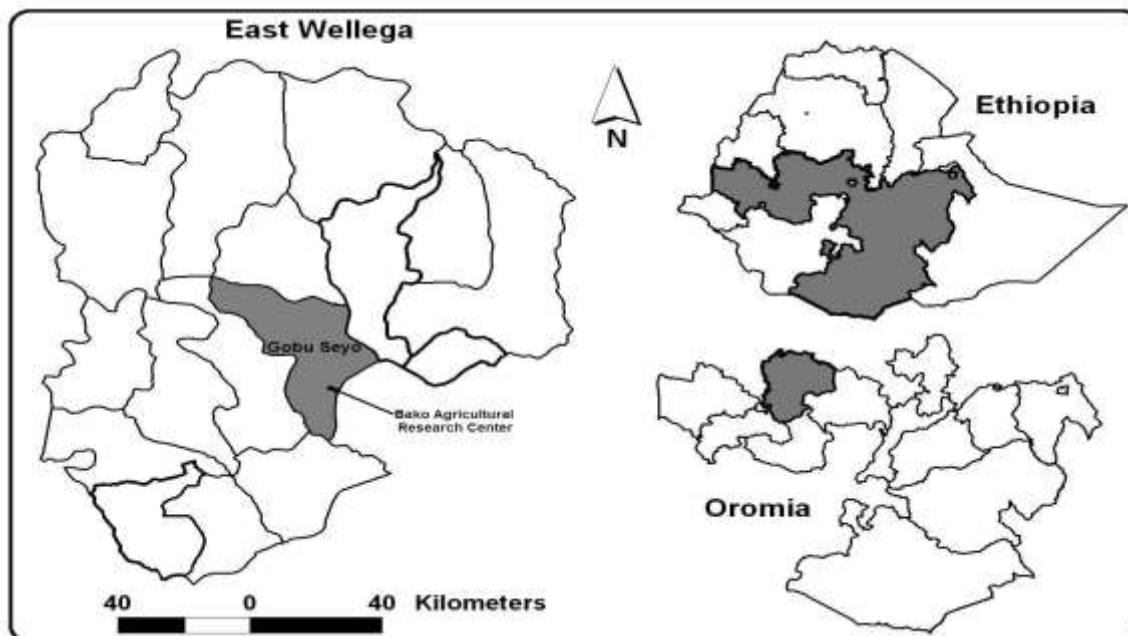 East Wellega
N
Ethiopia
Gobu Seyo
Bako Agricultural
Research Center
Oromia
40 0 40 Kilometers